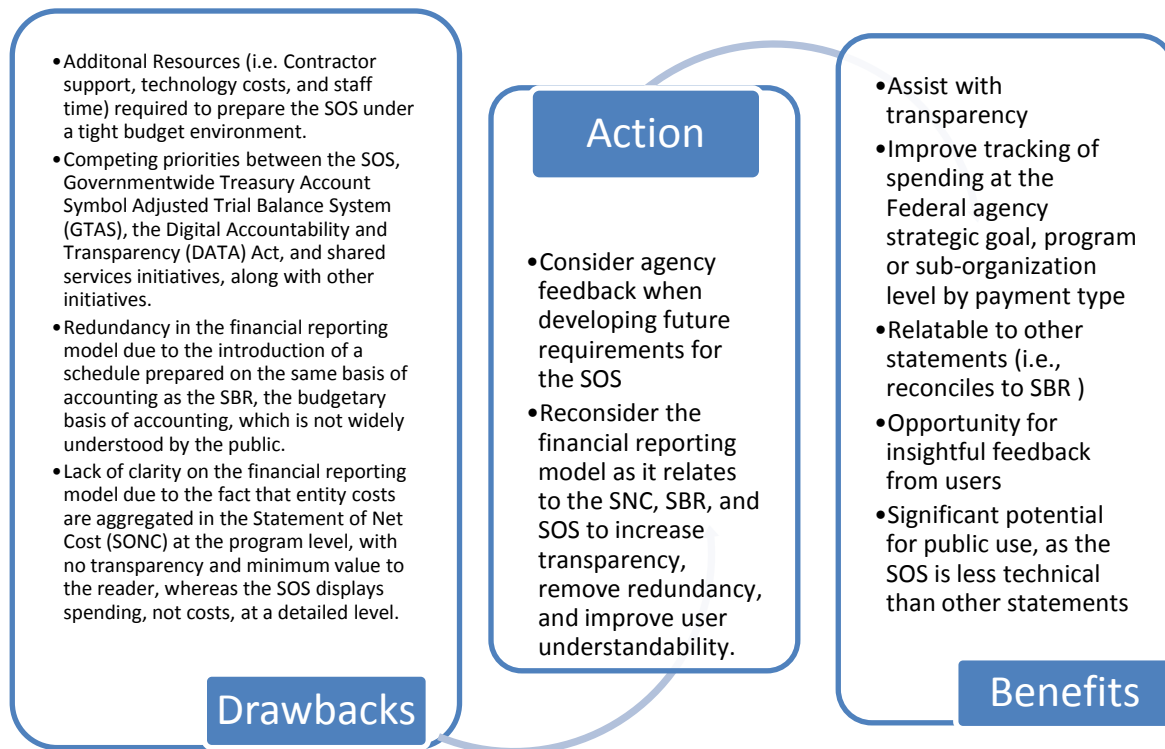 •Additonal Resources (i.e. Contractor
support, technology costs, and staff
time) required to prepare the SOS under
a tight budget environment.
•Competing priorities between the SOS,
Governmentwide Treasury Account
Symbol Adjusted Trial Balance System
(GTAS), the Digital Accountability and
Transparency (DATA) Act, and shared
services initiatives, along with other
initiatives.
•Redundancy in the financial reporting
model due to the introduction of a
schedule prepared on the same basis of
accounting as the SBR, the budgetary
basis of accounting, which is not widely
understood by the public.
•Lack of clarity on the financial reporting
model due to the fact that entity costs
are aggregated in the Statement of Net
Cost (SONC) at the program level, with
no transparency and minimum value to
the reader, whereas the SOS displays
spending, not costs, at a detailed level.
Drawbacks
Action
•Consider agency
feedback when
developing future
requirements for
the SOS
•Reconsider the
financial reporting
model as it relates
to the SNC, SBR, and
SOS to increase
transparency,
remove redundancy,
and improve user
understandability.
•Assist with
transparency
•Improve tracking of
spending at the
Federal agency
strategic goal, program
or sub-organization
level by payment type
•Relatable to other
statements (i.e.,
reconciles to SBR )
•Opportunity for
insightful feedback
from users
•Significant potential
for public use, as the
SOS is less technical
than other statements
Benefits